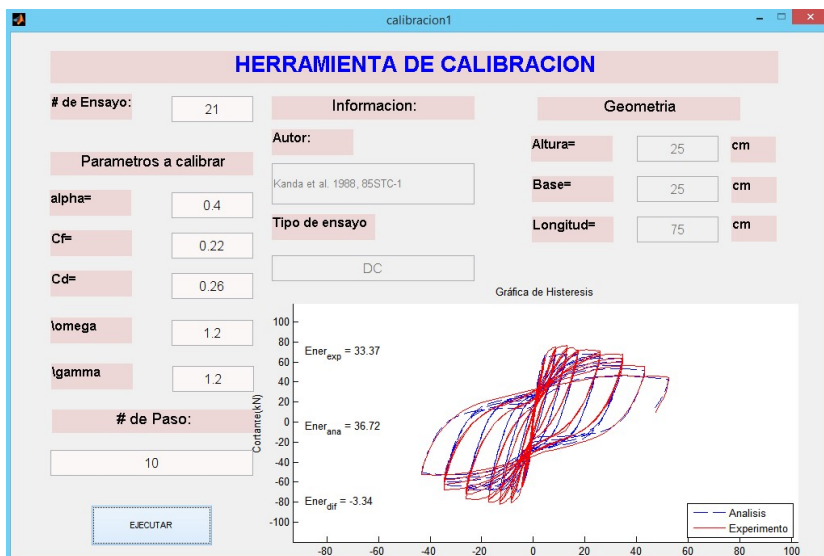 calibracion1
HERRAMIENTA DE CALIBRACION
# de Ensayo:
21
Parametros a calibrar
alpha=
0.4
Cf=
0.22
Cd=
0.26
\omega
1.2
\gamma
1.2
# de Paso:
10
EJECUTAR
Informacion:
Autor:
Kanda et al. 1988, 85STC-1
Tipo de ensayo
DC
Geometria
Altura=
25
cm
Base=
25
cm
Longitud=
75
cm
Gráfica de Histeresis
Cortante(kN)
100
80
60
40
20
0
-20
-40
-60
-80
-100
Ener_exp = 33.37
Ener_ana = 36.72
Ener_dif = -3.34
Analisis
Experimento
-80 -60 -40 -20 0 20 40 60 80 100